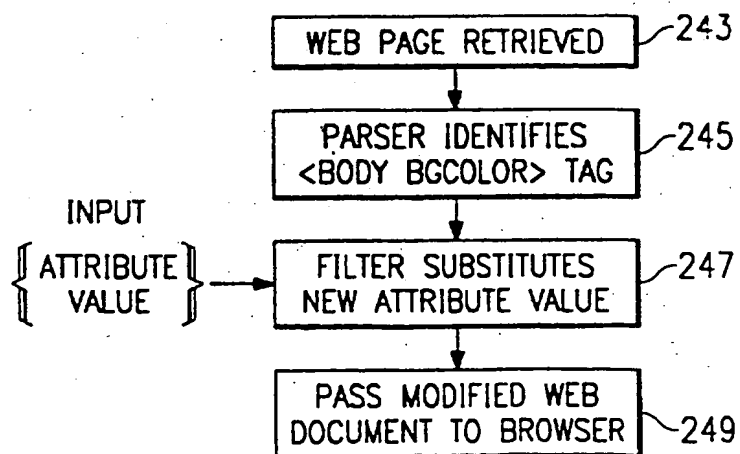 WEB PAGE RETRIEVED
243
PARSER IDENTIFIES
<BODY BGCOLOR> TAG
245
INPUT
ATTRIBUTE
VALUE
FILTER SUBSTITUTES
NEW ATTRIBUTE VALUE
247
PASS MODIFIED WEB
DOCUMENT TO BROWSER
249